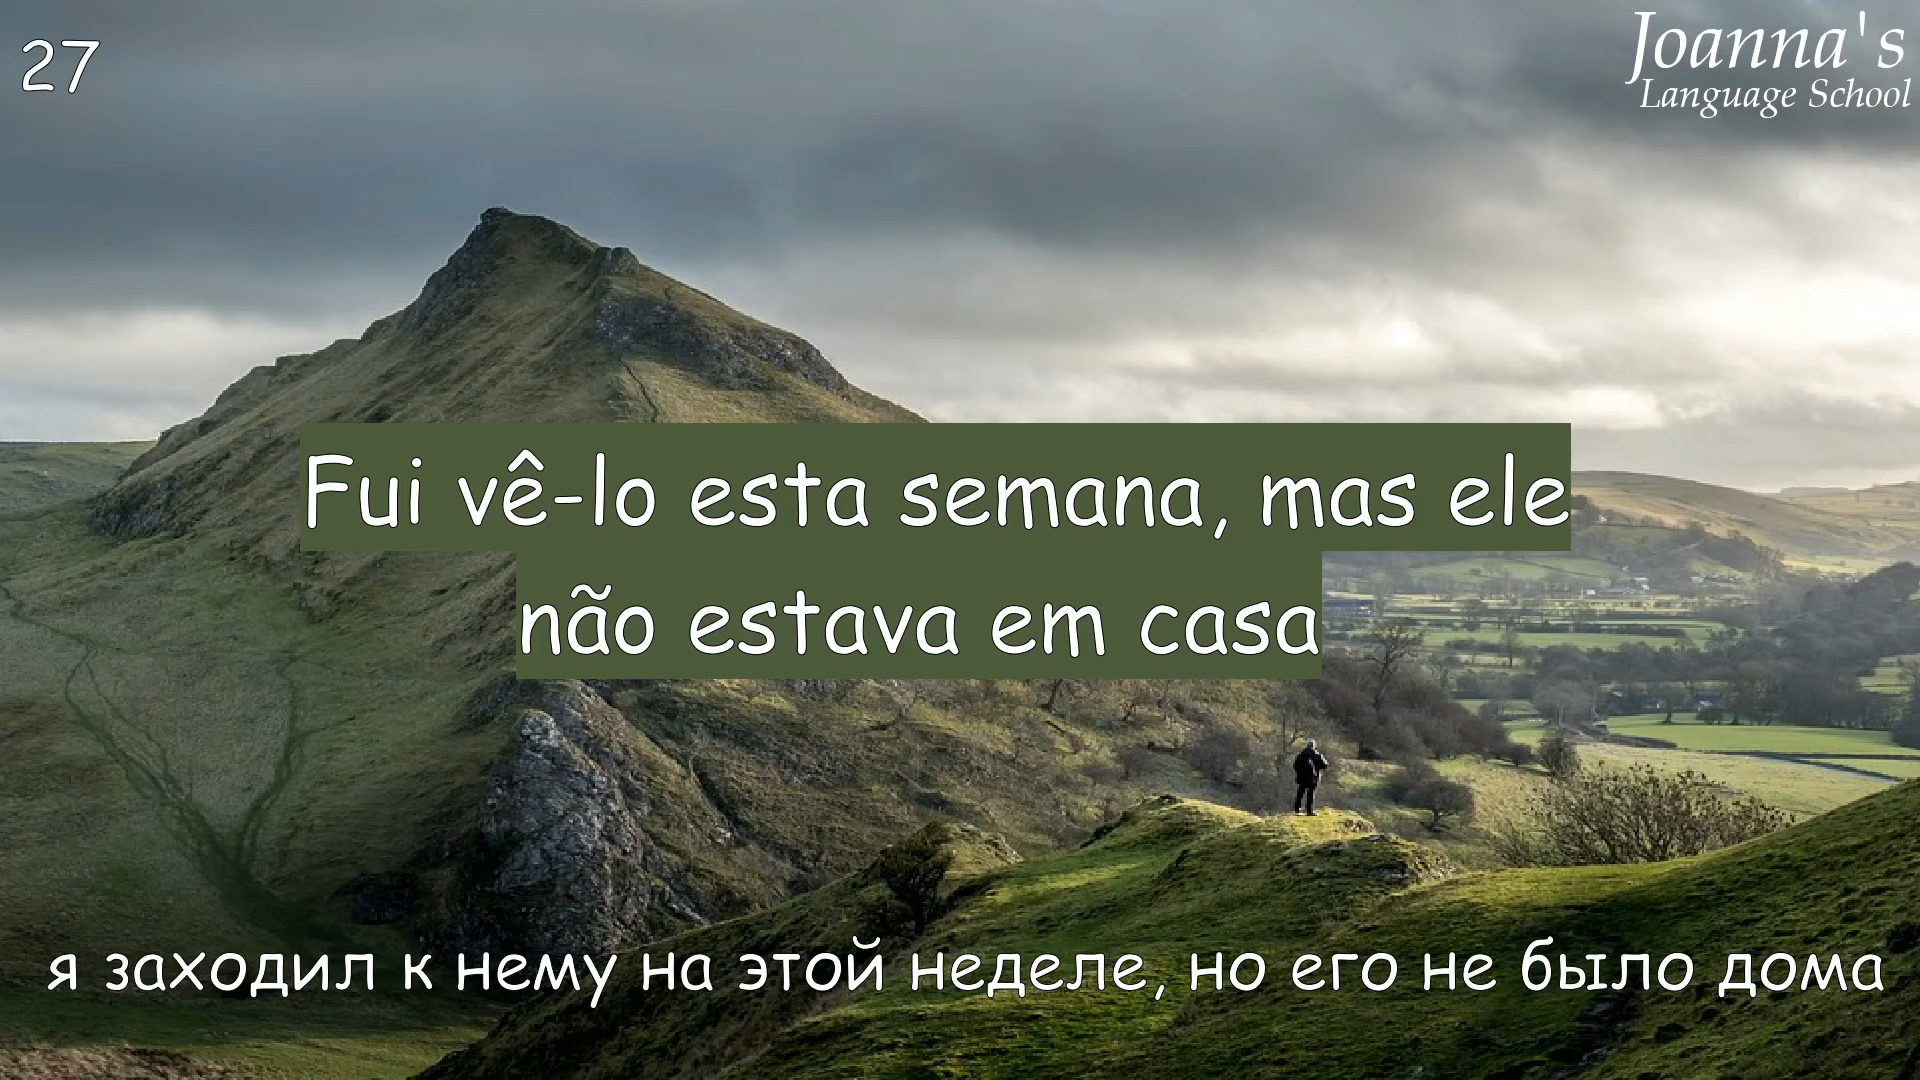 27
Joanna's
Language School
Fui vê-lo esta semana, mas ele
não estava em casa
я заходил к нему на этой неделе, но его не было дома